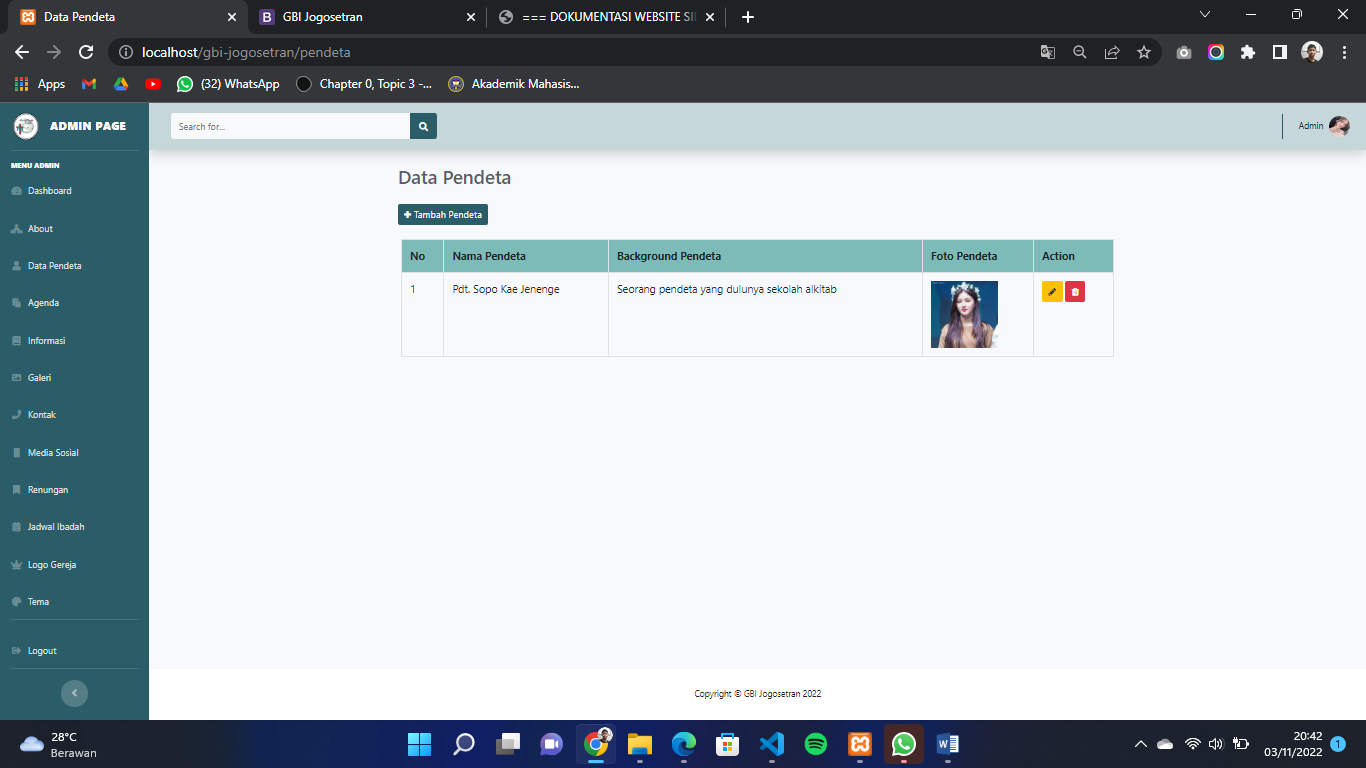 Data Pendeta
GBI Jogosetran
=== DOKUMENTASI WEBSITE SI
localhost/gbi-jogosetran/pendeta
Apps
(32) WhatsApp
Chapter 0, Topic 3 -...
Akademik Mahasis...
ADMIN PAGE
Search for...
Admin
MENU ADMIN
Dashboard
About
Data Pendeta
Agenda
Informasi
Galeri
Kontak
Media Sosial
Renungan
Jadwal Ibadah
Logo Gereja
Tema
Logout
Data Pendeta
Tambah Pendeta
No Nama Pendeta Background Pendeta Foto Pendeta Action
1 Pdt. Sopo Kae Jenenge Seorang pendeta yang dulunya sekolah alkitab
Copyright © GBI Jogosetran 2022
28°C
Berawan
20:42
03/11/2022
1